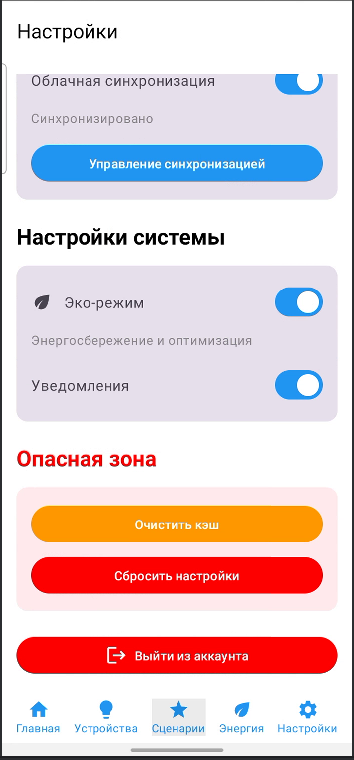 Настройки
Облачная синхронизация
Синхронизировано
Управление синхронизацией
Настройки системы
Эко-режим
Энергосбережение и оптимизация
Уведомления
Опасная зона
Очистить кэш
Сбросить настройки
Выйти из аккаунта
Главная Устройства Сценарии Энергия Настройки